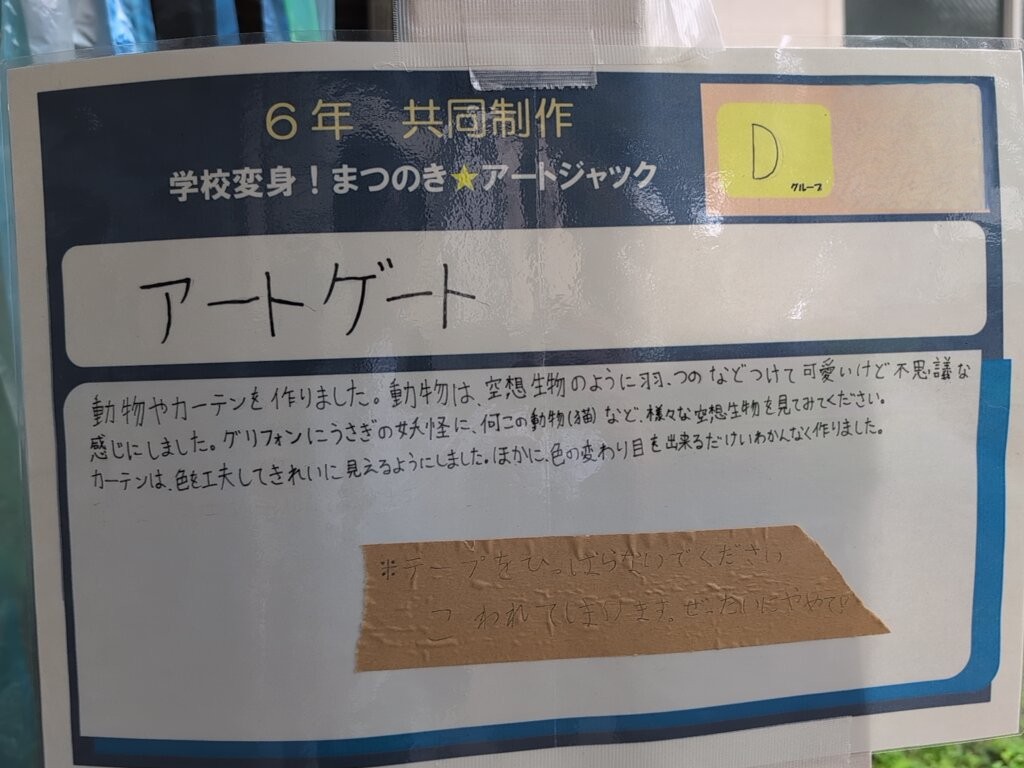 6年 共同制作
学校変身！まつのき★アートジャック
D
グループ
アートゲート
動物やカーテンを作りました。動物は、空想生物のように羽、つのなどつけて可愛いけど不思議な
感じにしました。グリフォンにうさぎの妖怪に、何この動物(猫)など、様々な空想生物を見てみてください。
カーテンは、色を工夫してきれいに見えるようにしました。ほかに、色の変わり目を出来るだけいわかんなく作りました。
※テープをひっぱらないでください
こわれてしまいます。ぜったいにやめて